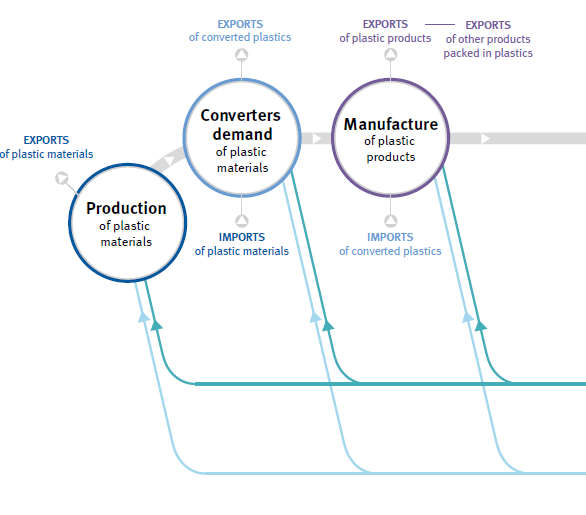 EXPORTS
of converted plastics
EXPORTS
of plastic products
EXPORTS
of other products
packed in plastics
Converters
demand
of plastic
materials
Manufacture
of plastic
products
EXPORTS
of plastic materials
Production
of plastic
materials
IMPORTS
of plastic materials
IMPORTS
of converted plastics